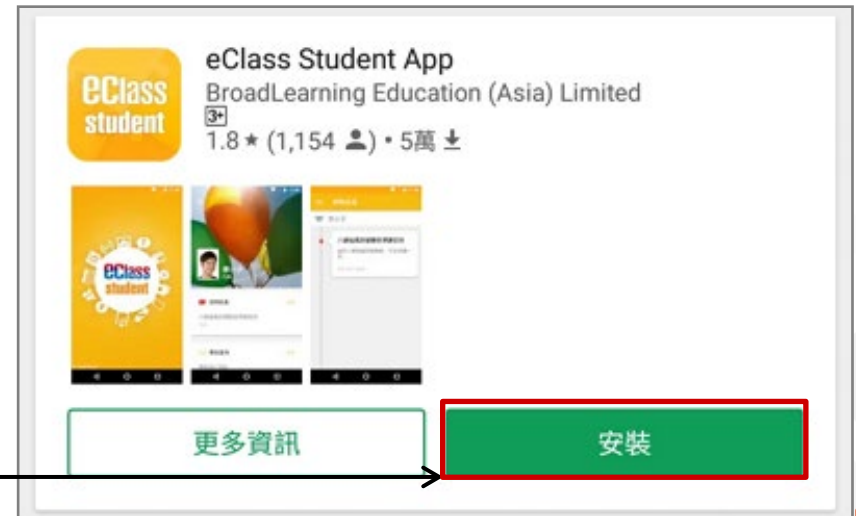 eClass Student App
eClass
student
BroadLearning Education (Asia) Limited
3+
1.8★ (1,154 👤) • 5萬 ⬇
eClass
student
更多資訊
安裝